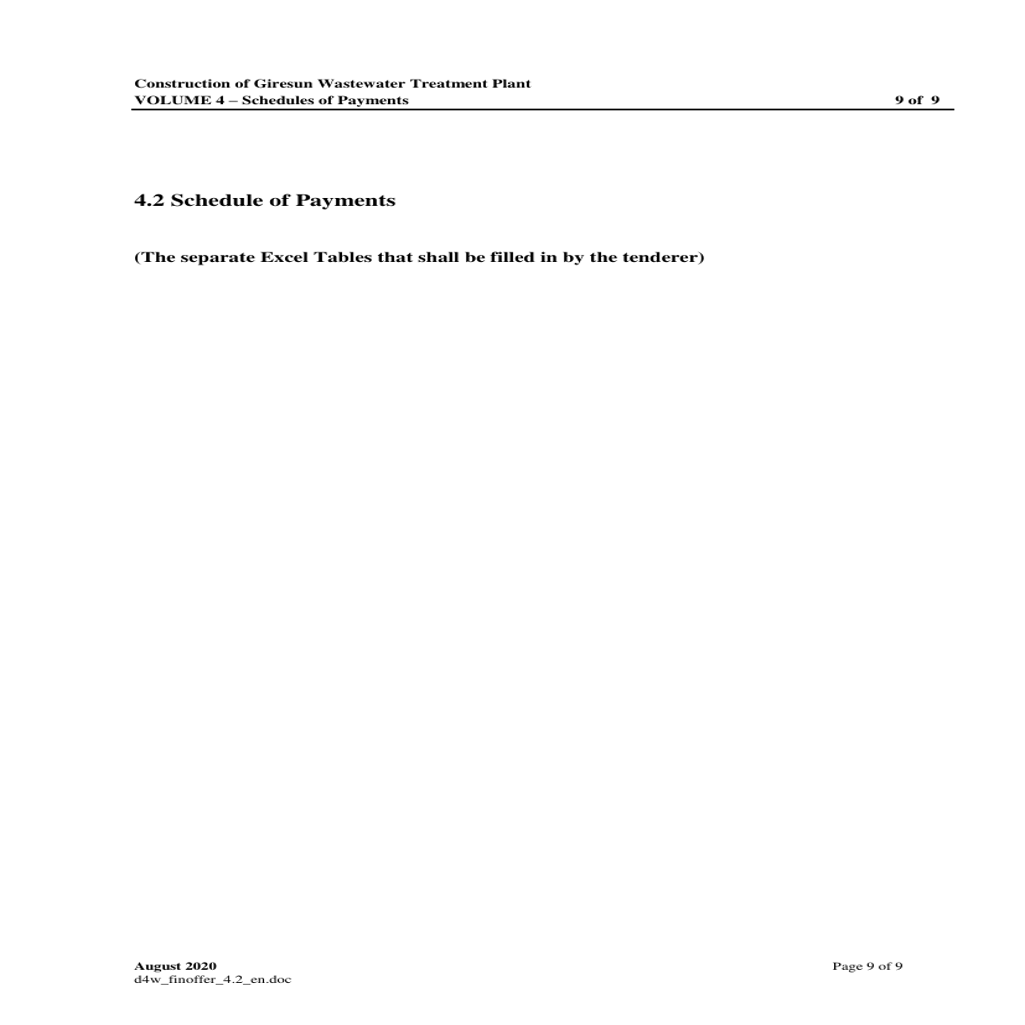 Construction of Giresun Wastewater Treatment Plant
VOLUME 4 – Schedules of Payments 9 of 9
4.2 Schedule of Payments
(The separate Excel Tables that shall be filled in by the tenderer)
August 2020 Page 9 of 9
d4w_finoffer_4.2_en.doc